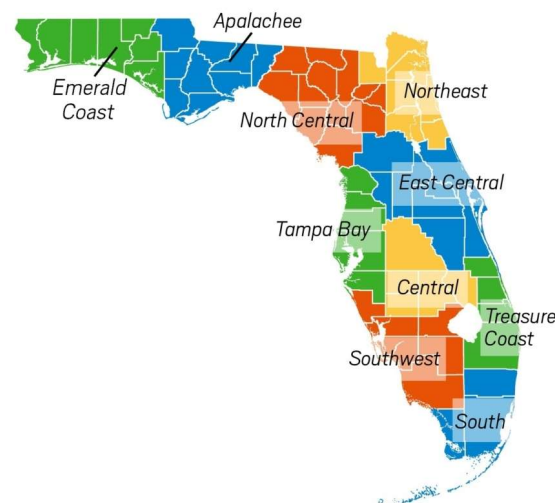 Apalachee
Emerald
Coast
Northeast
North Central
East Central
Tampa Bay
Central
Treasure
Coast
Southwest
South